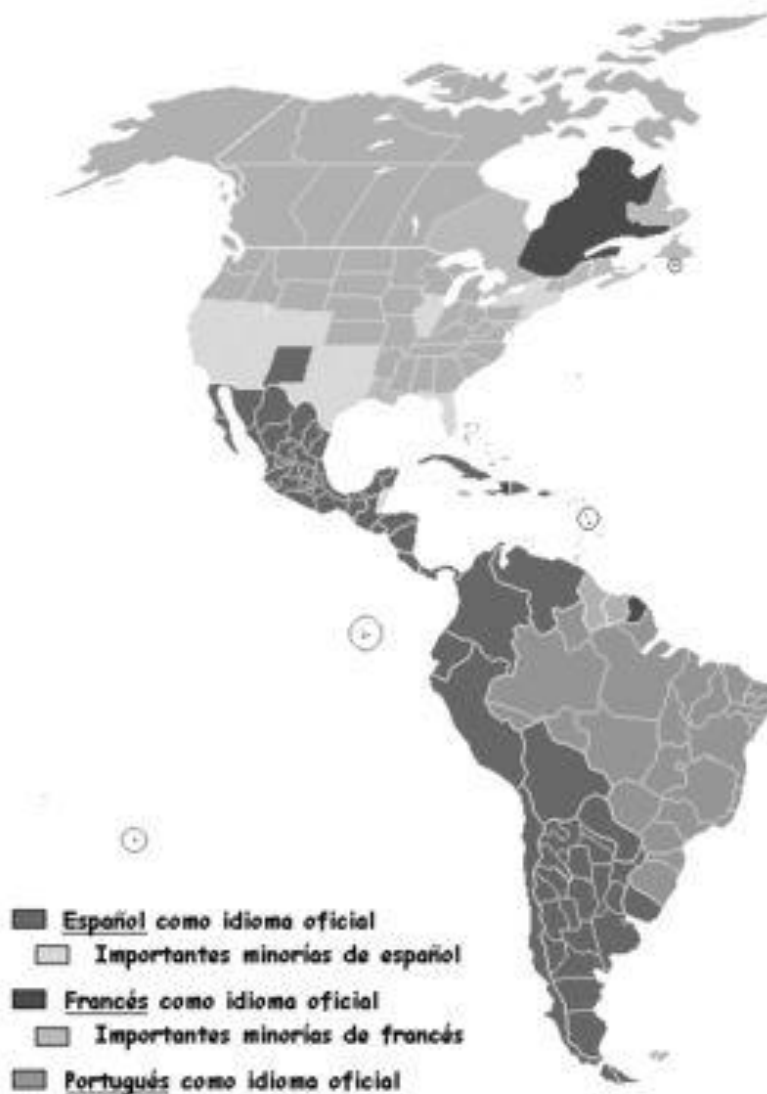 Español como idioma oficial
Importantes minorías de español
Francés como idioma oficial
Importantes minorías de francés
Portugués como idioma oficial